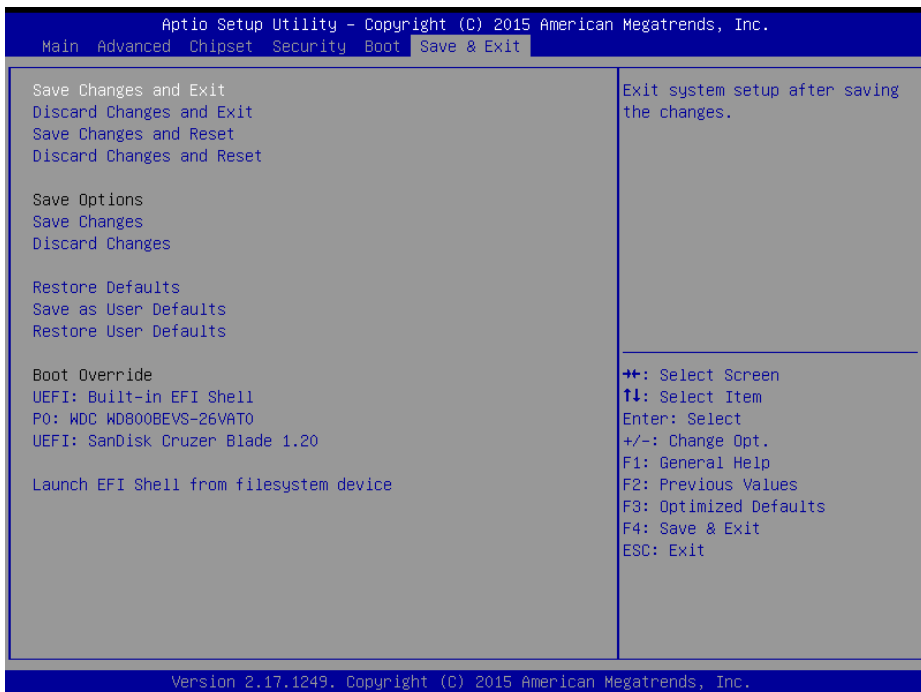 Aptio Setup Utility – Copyright (C) 2015 American Megatrends, Inc.
Main Advanced Chipset Security Boot Save & Exit
Save Changes and Exit
Discard Changes and Exit
Save Changes and Reset
Discard Changes and Reset
Save Options
Save Changes
Discard Changes
Restore Defaults
Save as User Defaults
Restore User Defaults
Boot Override
UEFI: Built-in EFI Shell
P0: WDC WD800BEVS-26VAT0
UEFI: SanDisk Cruzer Blade 1.20
Launch EFI Shell from filesystem device
Exit system setup after saving
the changes.
→←: Select Screen
↑↓: Select Item
Enter: Select
+/-: Change Opt.
F1: General Help
F2: Previous Values
F3: Optimized Defaults
F4: Save & Exit
ESC: Exit
Version 2.17.1249. Copyright (C) 2015 American Megatrends, Inc.